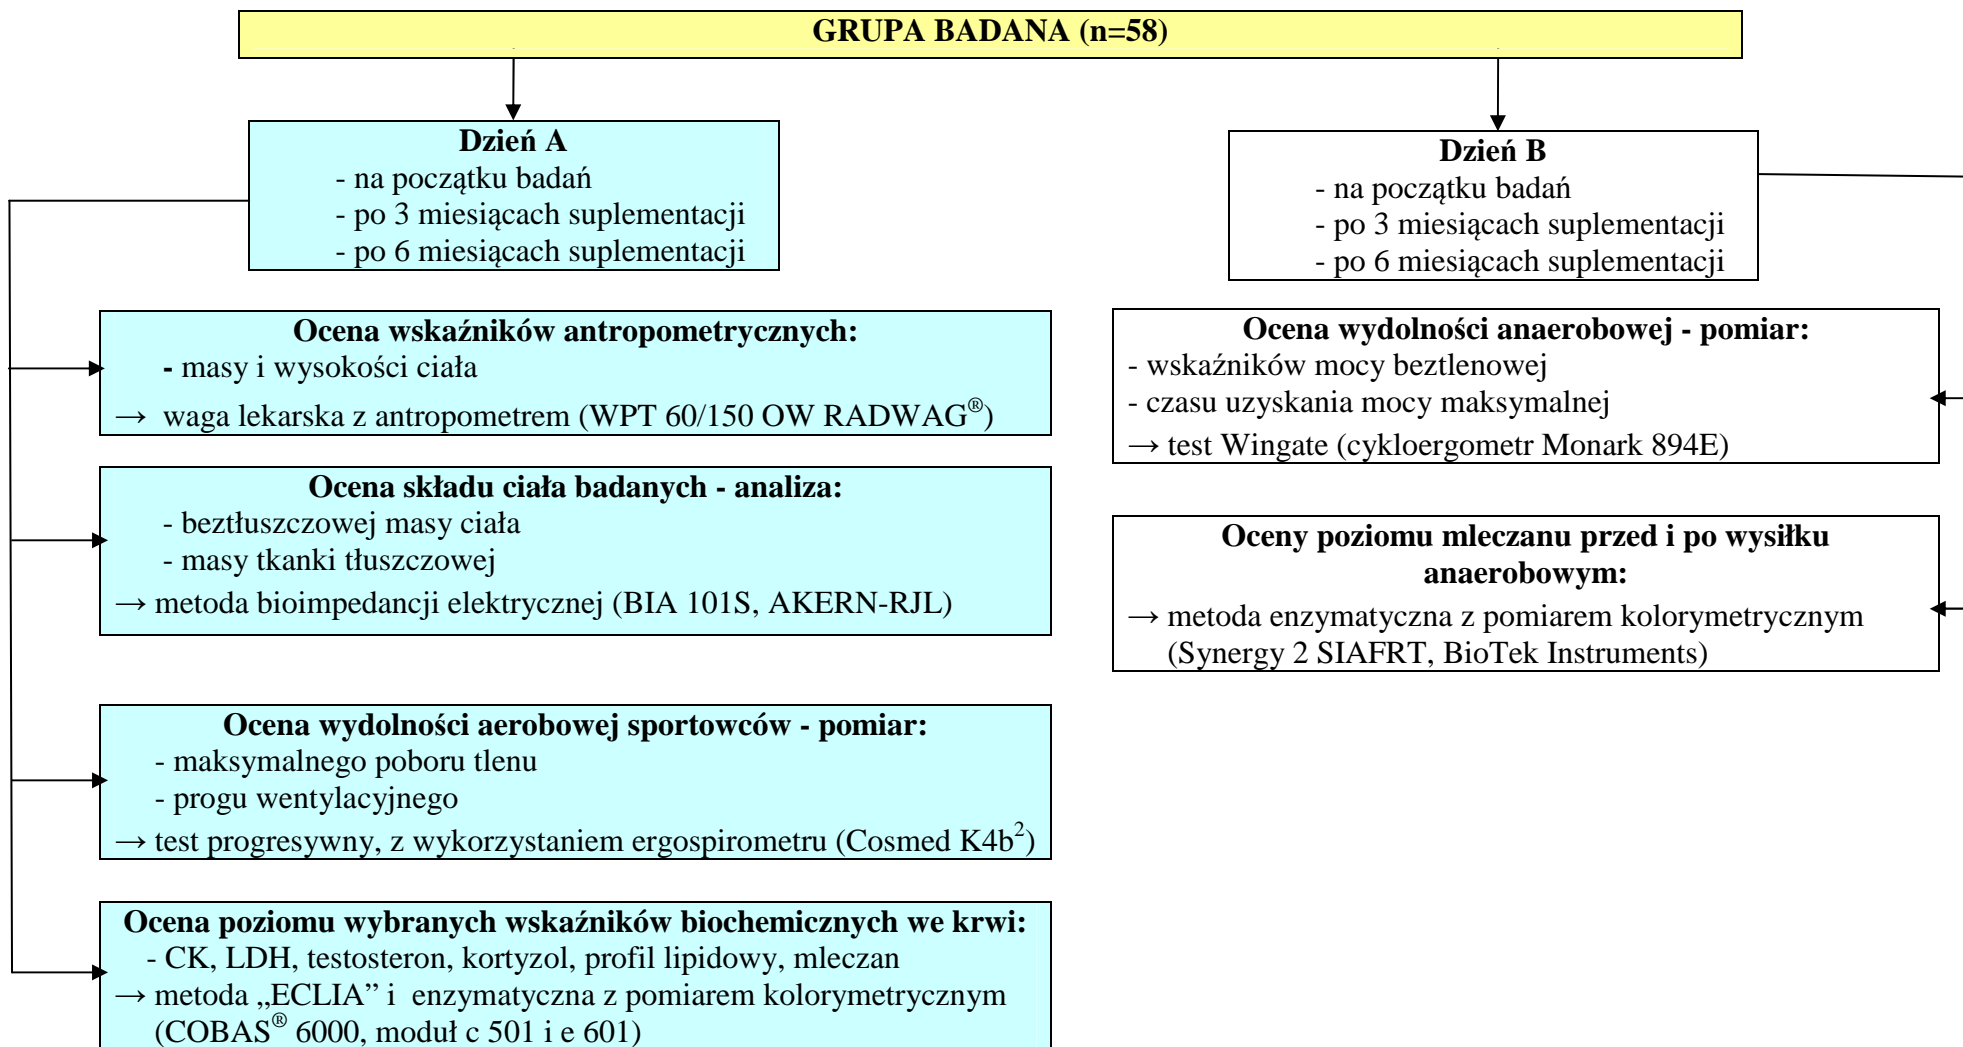 GRUPA BADANA (n=58)
Dzień A
- na początku badań
- po 3 miesiącach suplementacji
- po 6 miesiącach suplementacji
Ocena wskaźników antropometrycznych:
- masy i wysokości ciała
→ waga lekarska z antropometrem (WPT 60/150 OW RADWAG®)
Ocena składu ciała badanych - analiza:
- beztłuszczowej masy ciała
- masy tkanki tłuszczowej
→ metoda bioimpedancji elektrycznej (BIA 101S, AKERN-RJL)
Ocena wydolności aerobowej sportowców - pomiar:
- maksymalnego poboru tlenu
- progu wentylacyjnego
→ test progresywny, z wykorzystaniem ergospirometru (Cosmed K4b²)
Ocena poziomu wybranych wskaźników biochemicznych we krwi:
- CK, LDH, testosteron, kortyzol, profil lipidowy, mleczan
→ metoda „ECLIA” i enzymatyczna z pomiarem kolorymetrycznym
(COBAS® 6000, moduł c 501 i e 601)
Dzień B
- na początku badań
- po 3 miesiącach suplementacji
- po 6 miesiącach suplementacji
Ocena wydolności anaerobowej - pomiar:
- wskaźników mocy beztlenowej
- czasu uzyskania mocy maksymalnej
→ test Wingate (cykloergometr Monark 894E)
Oceny poziomu mleczanu przed i po wysiłku
anaerobowym:
→ metoda enzymatyczna z pomiarem kolorymetrycznym
(Synergy 2 SIAFRT, BioTek Instruments)